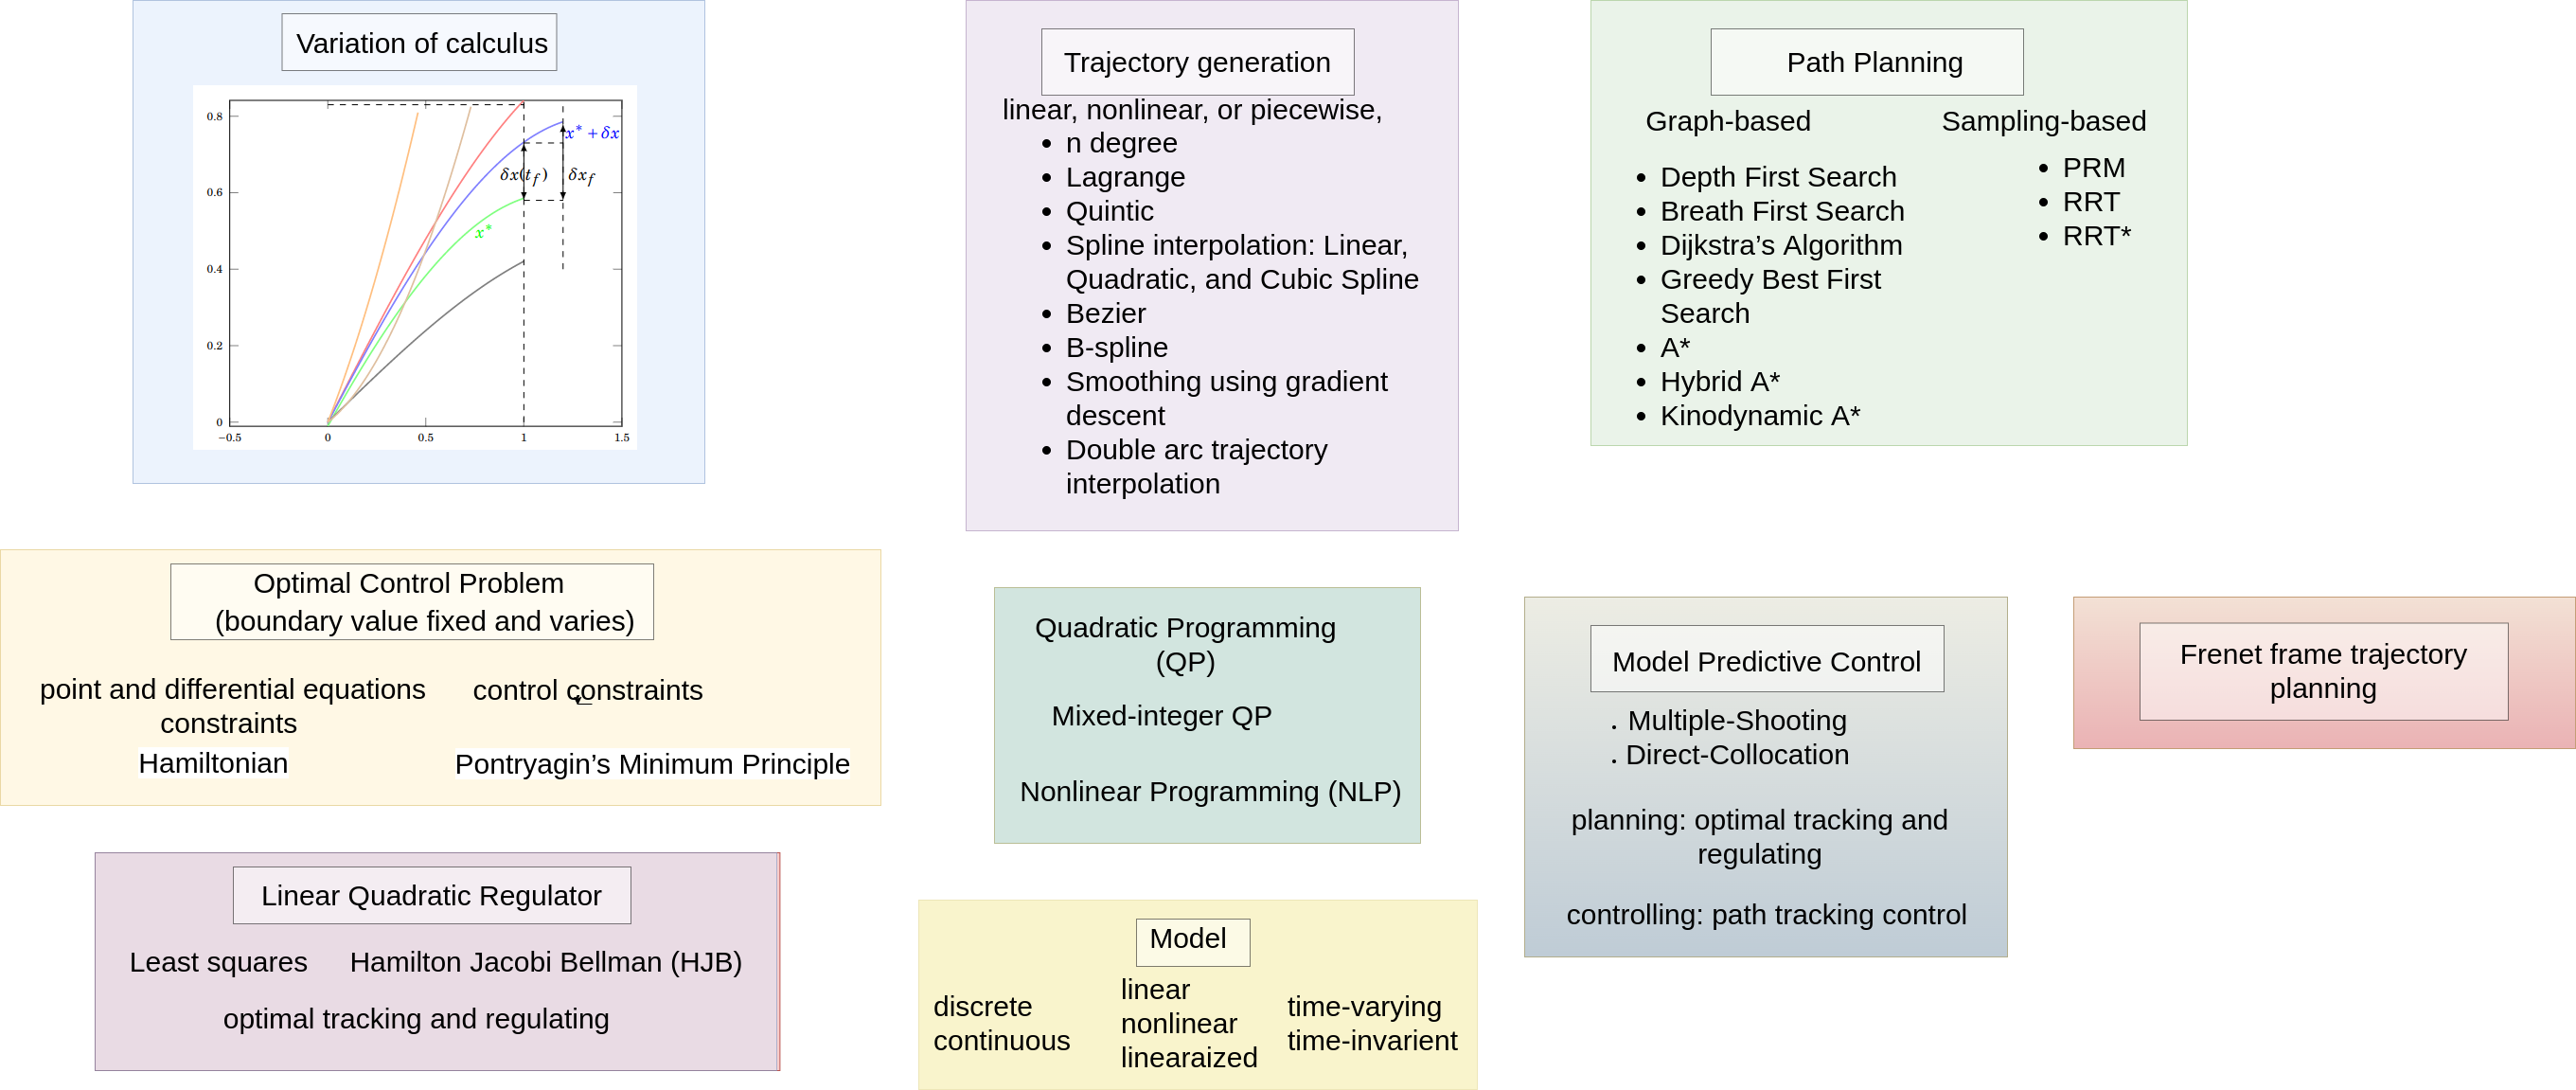 Variation of calculus
0.8
0.6
0.4
0.2
0
−0.5
0
0.5
1
1.5
x* + δx
δx(t_f)
δx_f
x*
Trajectory generation
linear, nonlinear, or piecewise,
• n degree
• Lagrange
• Quintic
• Spline interpolation: Linear,
Quadratic, and Cubic Spline
• Bezier
• B-spline
• Smoothing using gradient
descent
• Double arc trajectory
interpolation
Path Planning
Graph-based
• Depth First Search
• Breath First Search
• Dijkstra’s Algorithm
• Greedy Best First
Search
• A*
• Hybrid A*
• Kinodynamic A*
Sampling-based
• PRM
• RRT
• RRT*
Optimal Control Problem
(boundary value fixed and varies)
point and differential equations
constraints
Hamiltonian
control constraints
Pontryagin’s Minimum Principle
Quadratic Programming
(QP)
Mixed-integer QP
Nonlinear Programming (NLP)
Model Predictive Control
• Multiple-Shooting
• Direct-Collocation
planning: optimal tracking and
regulating
controlling: path tracking control
Frenet frame trajectory
planning
Linear Quadratic Regulator
Least squares
Hamilton Jacobi Bellman (HJB)
optimal tracking and regulating
Model
discrete
continuous
linear
nonlinear
linearaized
time-varying
time-invarient